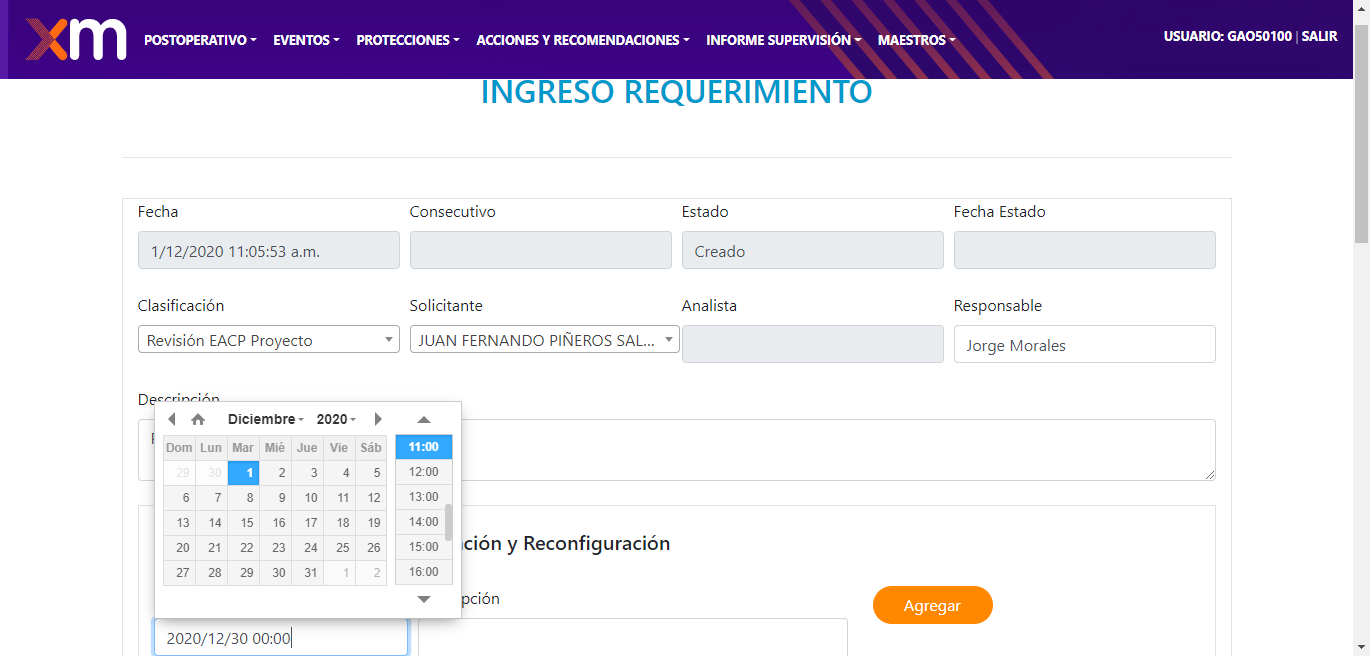 xm POSTOPERATIVO EVENTOS PROTECCIONES ACCIONES Y RECOMENDACIONES INFORME SUPERVISIÓN MAESTROS USUARIO: GAO50100 | SALIR
INGRESO REQUERIMIENTO
Fecha Consecutivo Estado Fecha Estado
1/12/2020 11:05:53 a.m. Creado
Clasificación Solicitante Analista Responsable
Revisión EACP Proyecto JUAN FERNANDO PIÑEROS SAL... Jorge Morales
Descripción
Diciembre 2020
Dom Lun Mar Mié Jue Vie Sáb 11:00
29 30 1 2 3 4 5 12:00
6 7 8 9 10 11 12 13:00
13 14 15 16 17 18 19 14:00
20 21 22 23 24 25 26 15:00
27 28 29 30 31 1 2 16:00
ción y Reconfiguración
pción
Agregar
2020/12/30 00:00